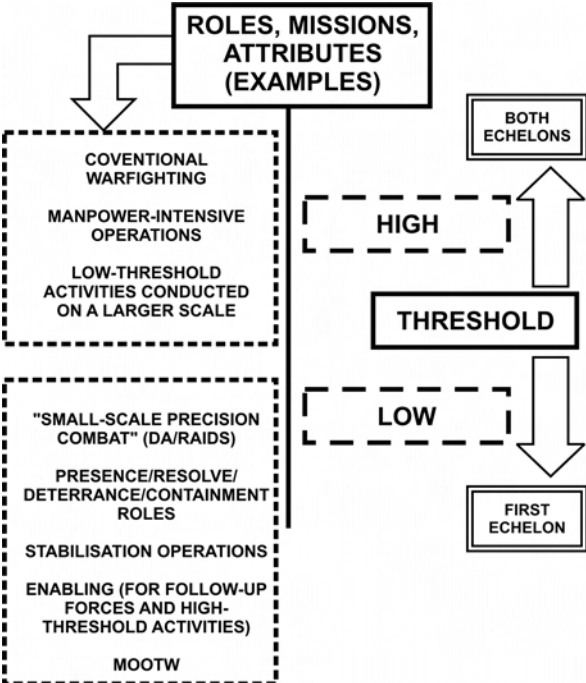 ROLES, MISSIONS,
ATTRIBUTES
(EXAMPLES)
COVENTIONAL
WARFIGHTING
MANPOWER-INTENSIVE
OPERATIONS
LOW-THRESHOLD
ACTIVITIES CONDUCTED
ON A LARGER SCALE
"SMALL-SCALE PRECISION
COMBAT" (DA/RAIDS)
PRESENCE/RESOLVE/
DETERRANCE/CONTAINMENT
ROLES
STABILISATION OPERATIONS
ENABLING (FOR FOLLOW-UP
FORCES AND HIGH-
THRESHOLD ACTIVITIES)
MOOTW
HIGH
LOW
BOTH
ECHELONS
THRESHOLD
FIRST
ECHELON